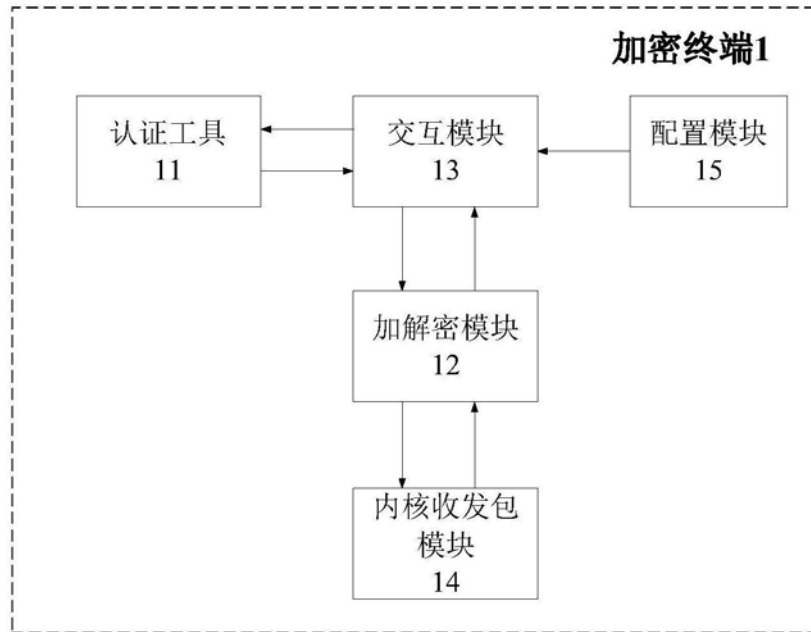 加密终端1
认证工具
11
交互模块
13
配置模块
15
加解密模块
12
内核收发包
模块
14